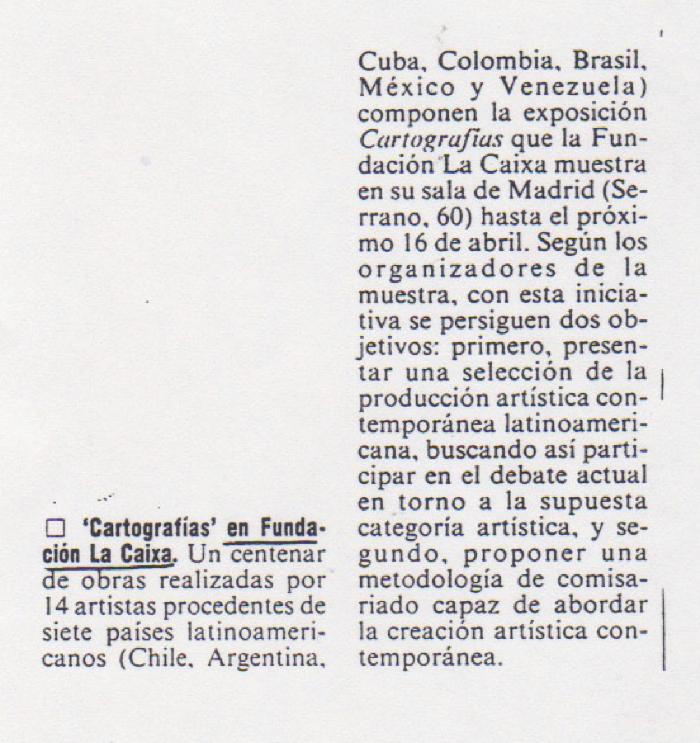 □ ‘Cartografías’ en Funda-
ción La Caixa. Un centenar
de obras realizadas por
14 artistas procedentes de
siete países latinoameri-
canos (Chile, Argentina,
Cuba, Colombia, Brasil,
México y Venezuela)
componen la exposición
Cartografías que la Fun-
dación La Caixa muestra
en su sala de Madrid (Se-
rrano, 60) hasta el próxi-
mo 16 de abril. Según los
organizadores de la
muestra, con esta inicia-
tiva se persiguen dos ob-
jetivos: primero, presen-
tar una selección de la
producción artística con-
temporánea latinoameri-
cana, buscando así parti-
cipar en el debate actual
en torno a la supuesta
categoría artística, y se-
gundo, proponer una
metodología de comisa-
riado capaz de abordar
la creación artística con-
temporánea.